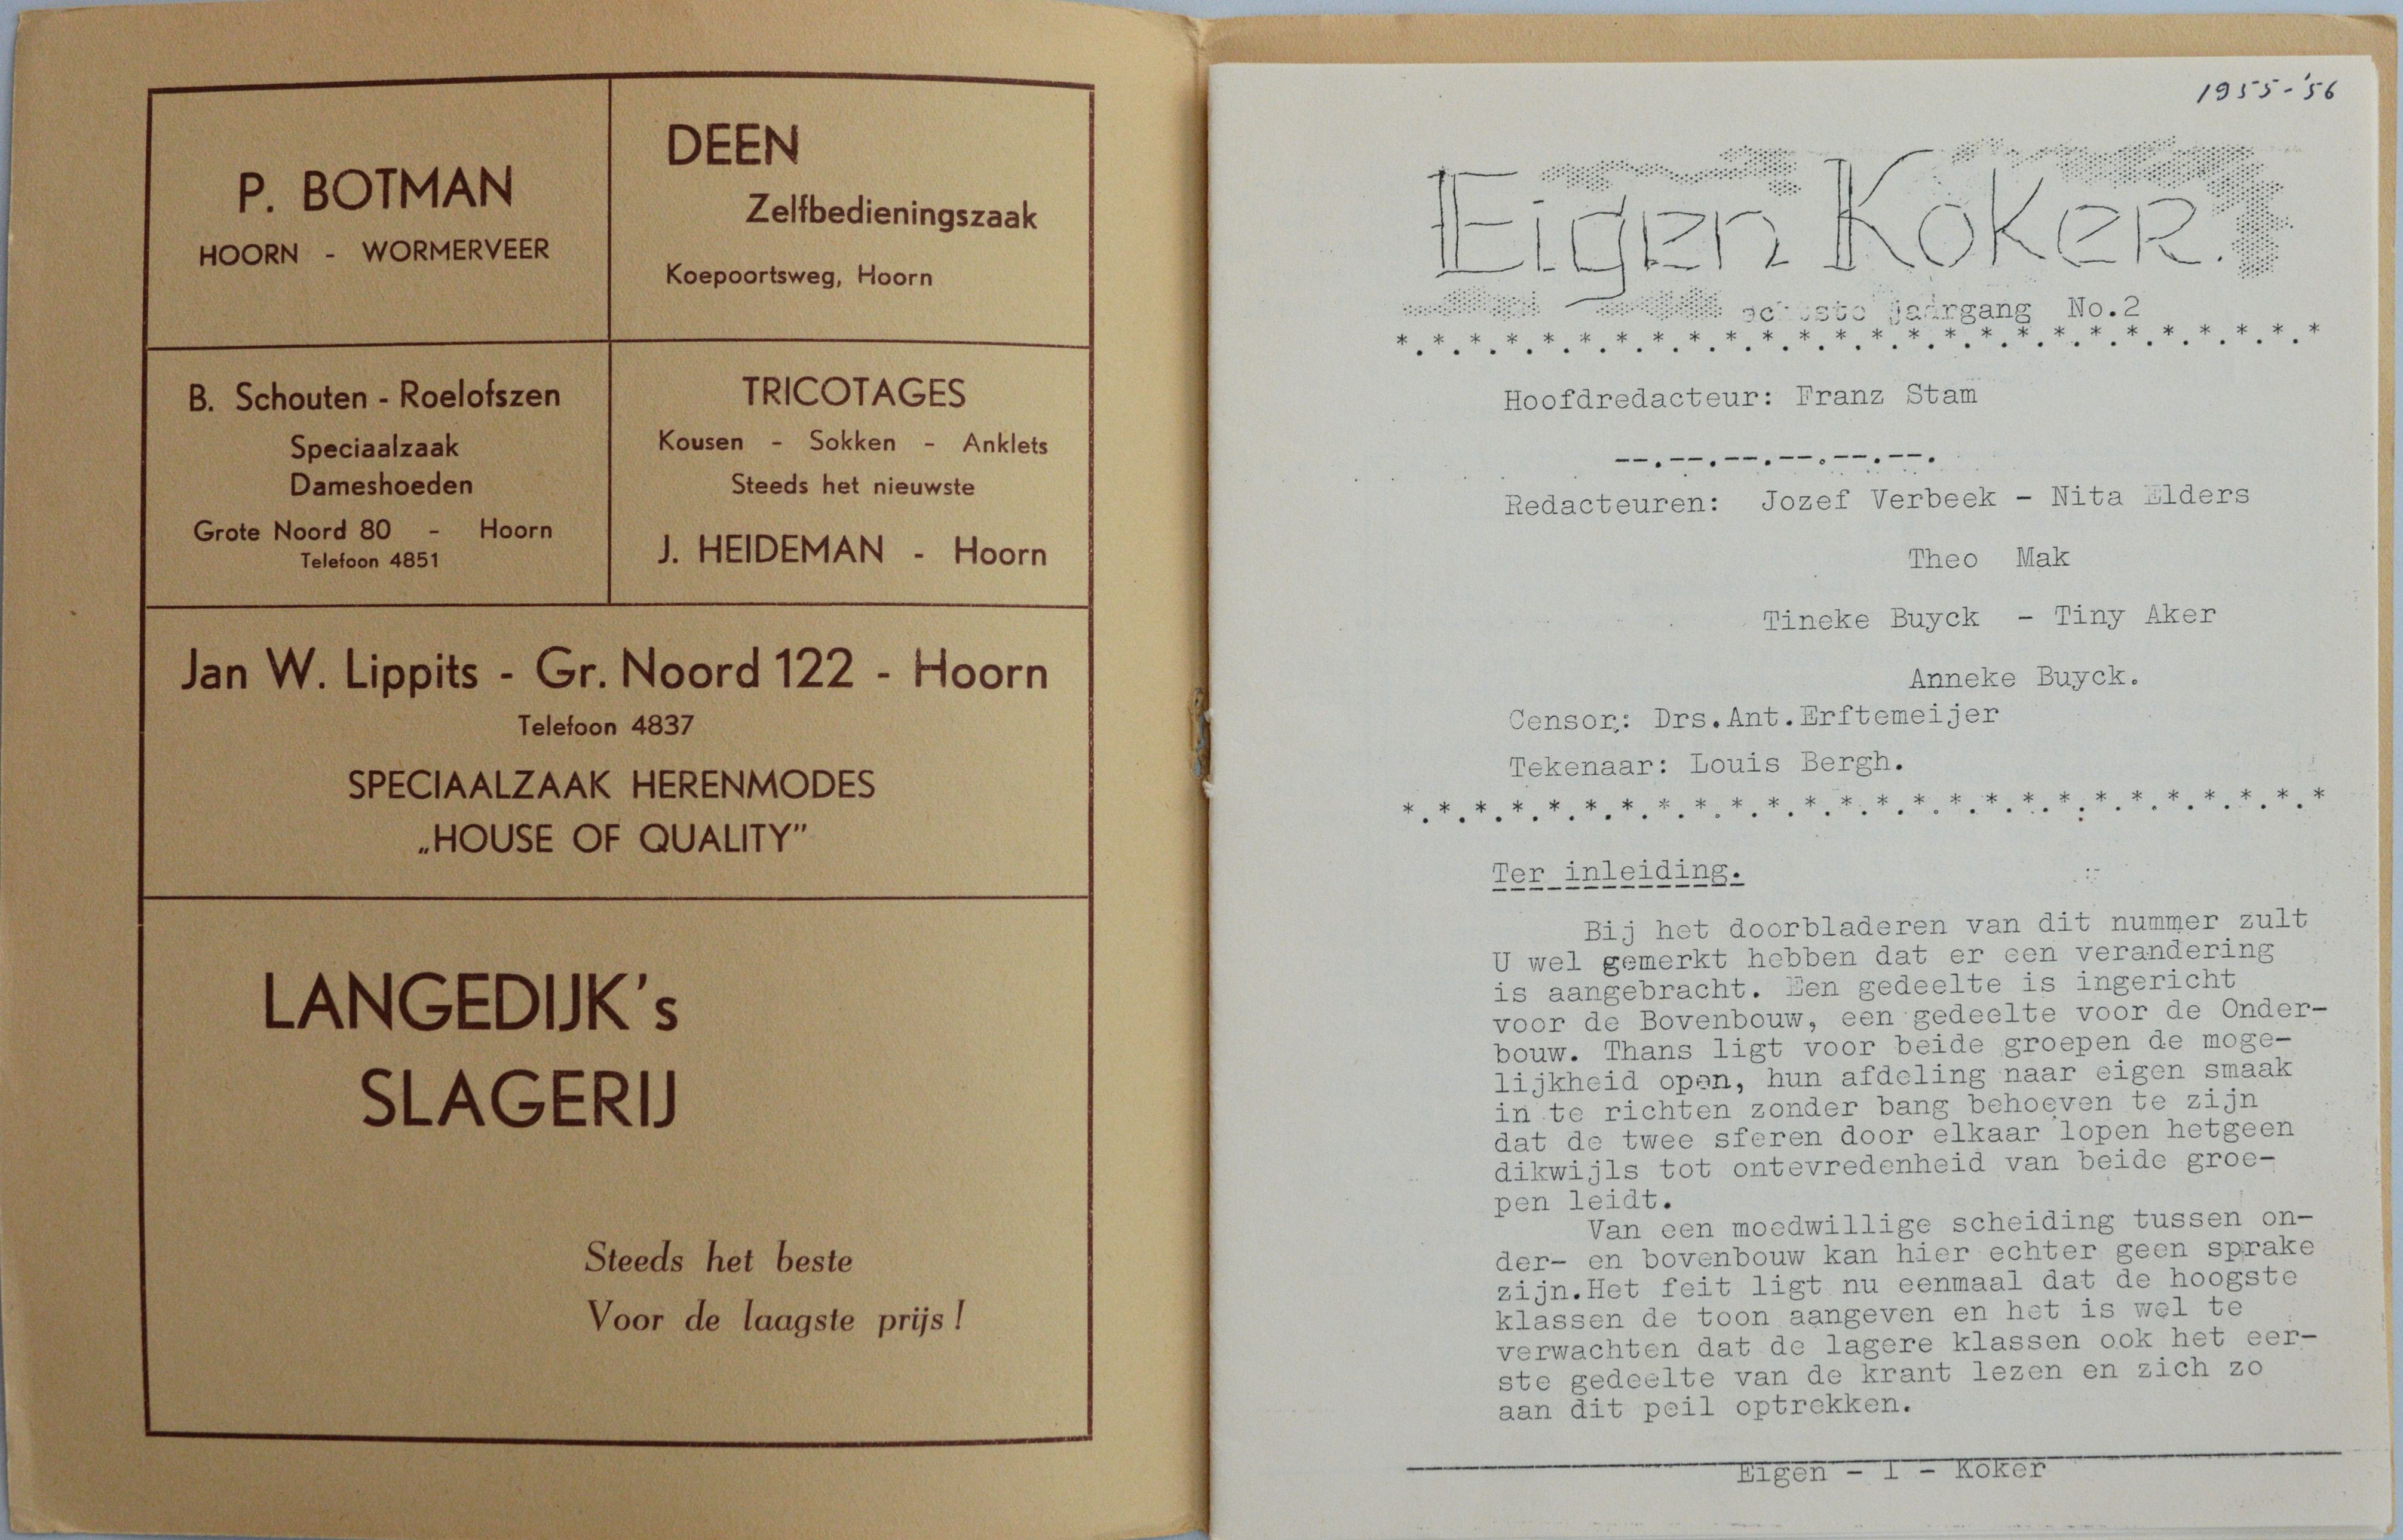 P. BOTMAN
HOORN - WORMERVEER
DEEN
Zelfbedieningszaak
Koepoortsweg, Hoorn
B. Schouten - Roelofszen
Speciaalzaak
Dameshoeden
Grote Noord 80 - Hoorn
Telefoon 4851
TRICOTAGES
Kousen - Sokken - Anklets
Steeds het nieuwste
J. HEIDEMAN - Hoorn
Jan W. Lippits - Gr. Noord 122 - Hoorn
Telefoon 4837
SPECIAALZAAK HERENMODES
„HOUSE OF QUALITY”
LANGEDIJK's
SLAGERIJ
Steeds het beste
Voor de laagste prijs!
1955-'56
Eigen Koker.
jaargang No.2
Hoofdredacteur: Franz Stam
Redacteuren: Jozef Verbeek - Nita Elders
Theo Mak
Tineke Buyck - Tiny Aker
Anneke Buyck.
Censor: Drs.Ant.Erftemeijer
Tekenaar: Louis Bergh.
Ter inleiding.
Bij het doorbladeren van dit nummer zult
U wel gemerkt hebben dat er een verandering
is aangebracht. Een gedeelte is ingericht
voor de Bovenbouw, een gedeelte voor de Onder-
bouw. Thans ligt voor beide groepen de moge-
lijkheid open, hun afdeling naar eigen smaak
in te richten zonder bang behoeven te zijn
dat de twee sferen door elkaar lopen hetgeen
dikwijls tot ontevredenheid van beide groe-
pen leidt.
Van een moedwillige scheiding tussen on-
der- en bovenbouw kan hier echter geen sprake
zijn.Het feit ligt nu eenmaal dat de hoogste
klassen de toon aangeven en het is wel te
verwachten dat de lagere klassen ook het eer-
ste gedeelte van de krant lezen en zich zo
aan dit peil optrekken.
Eigen - 1 - Koker